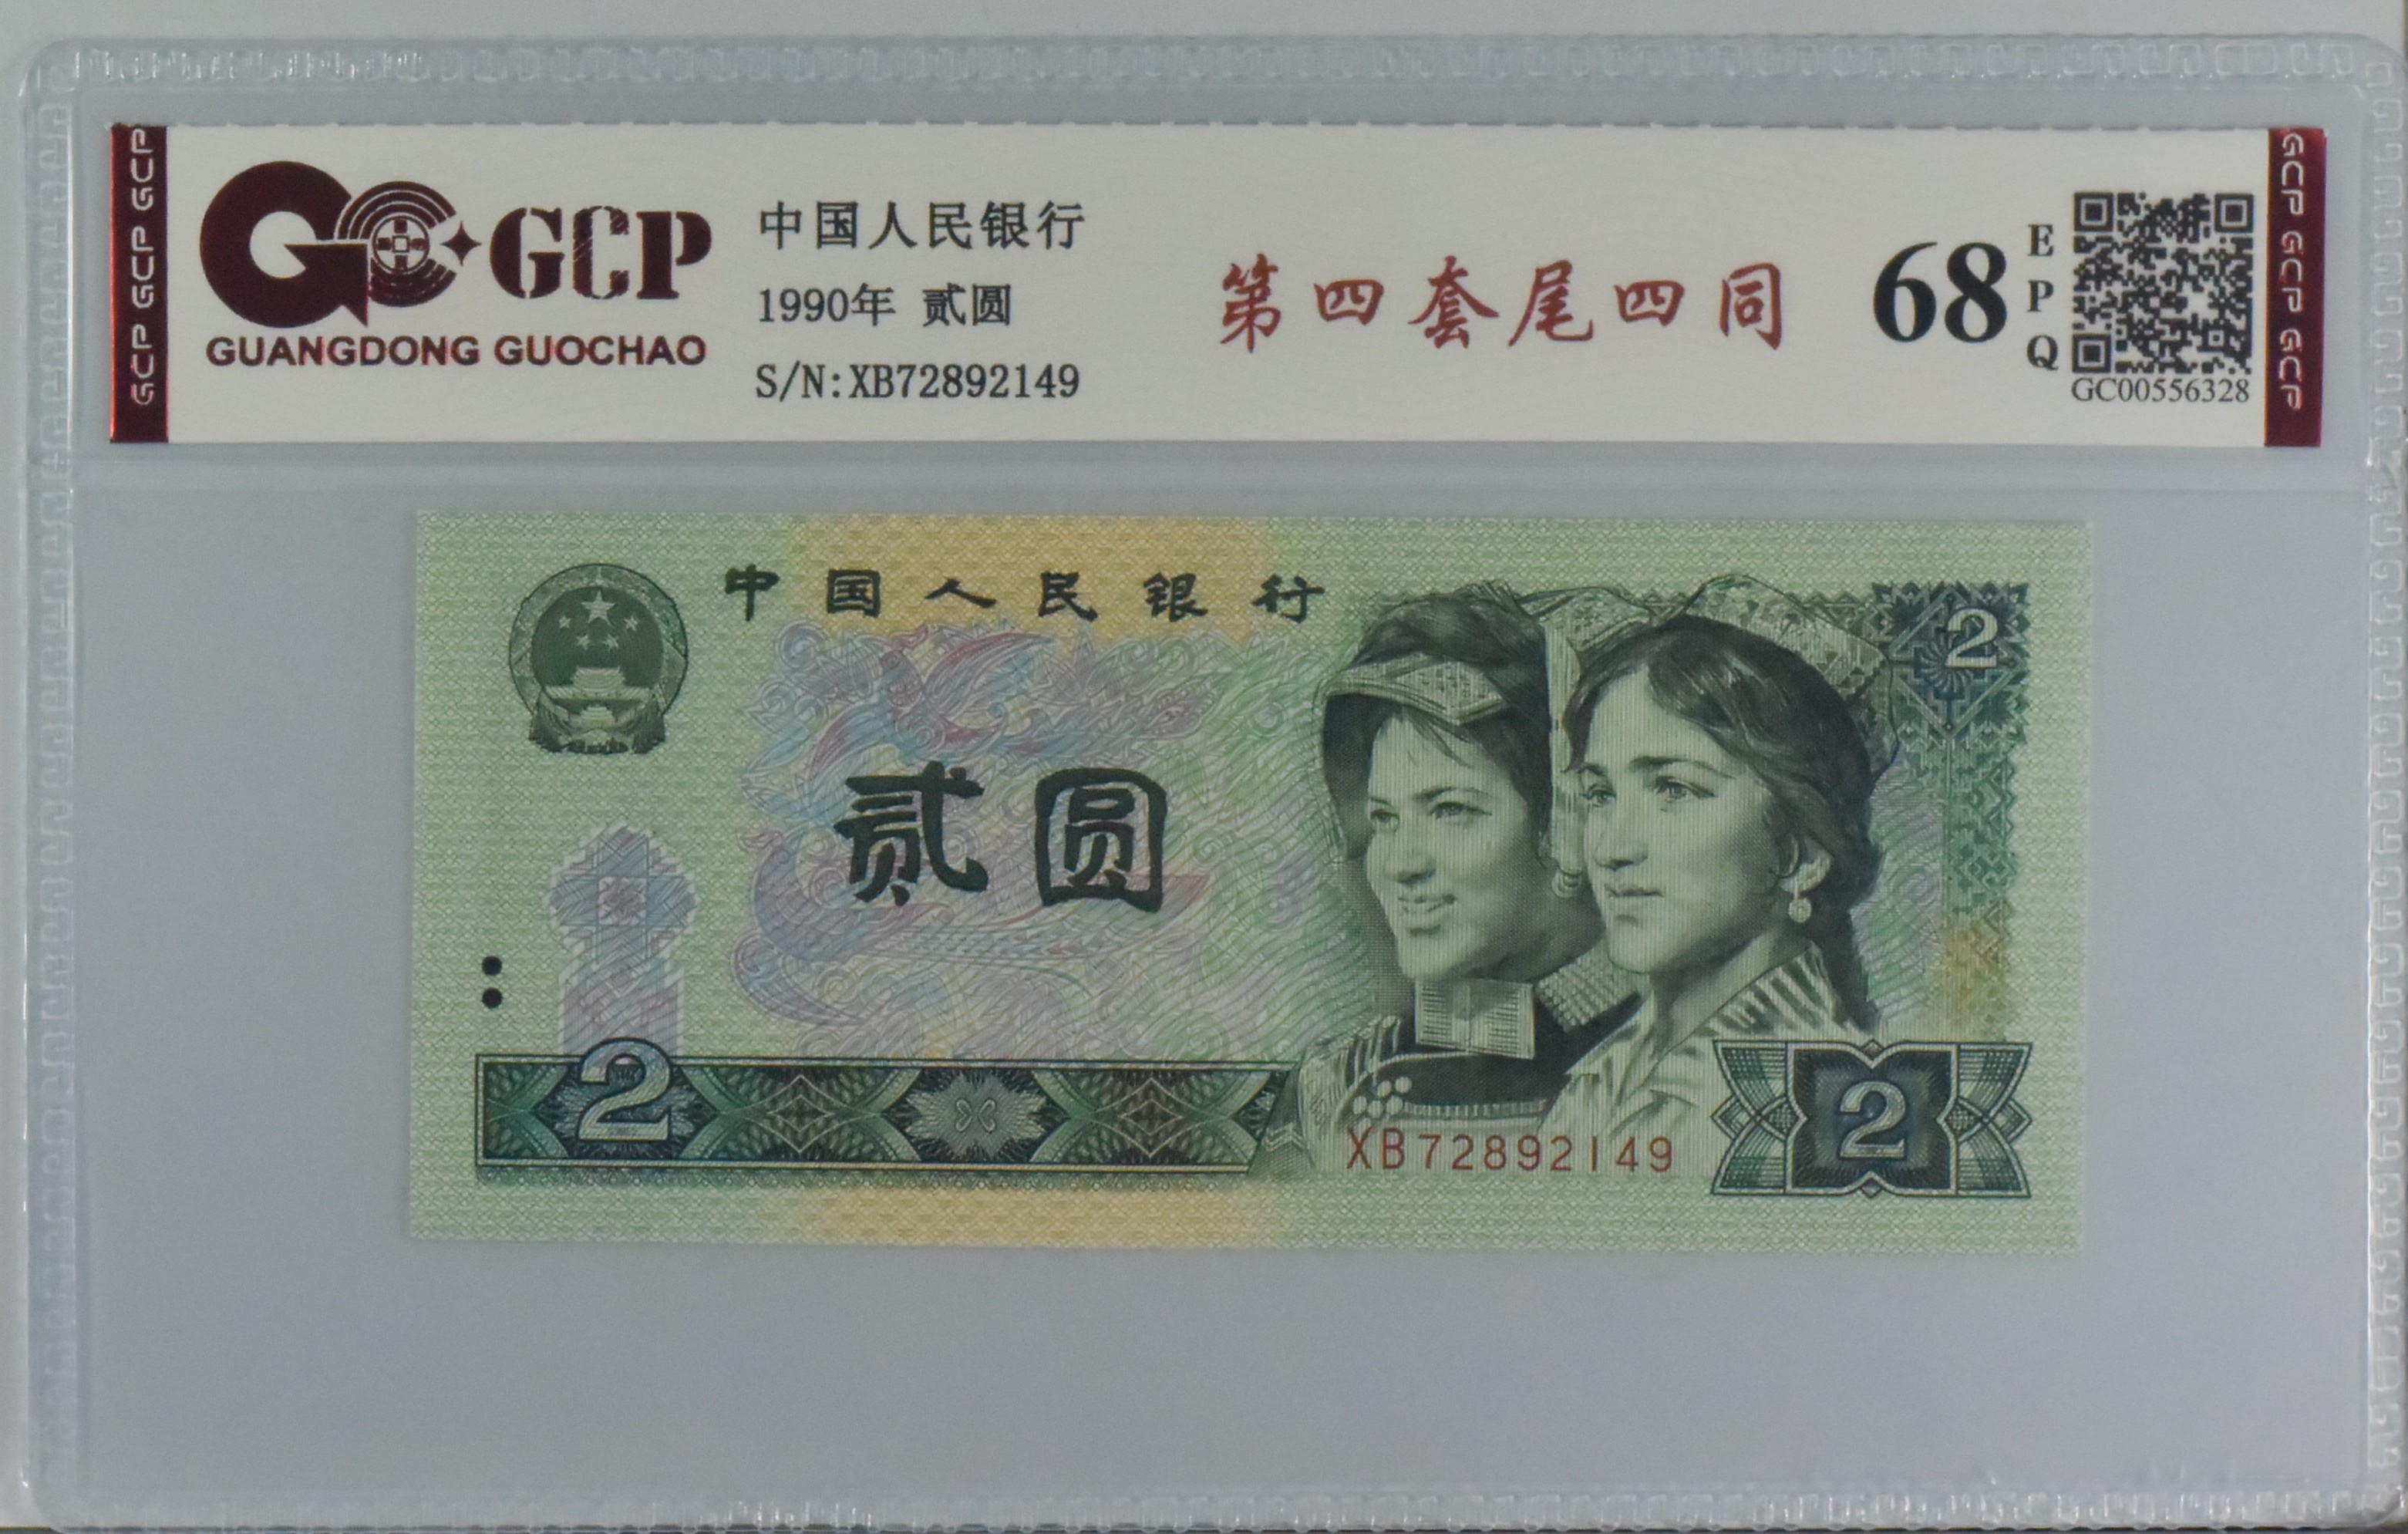 GCP GCP GCP
GCP
GUANGDONG GUOCHAO
中国人民银行
1990年 贰圆
S/N:XB72892149
第四套尾四同
68
EPQ
GC00556328
GCP GCP GCP
中国人民银行
2
贰圆
2
2
XB72892149